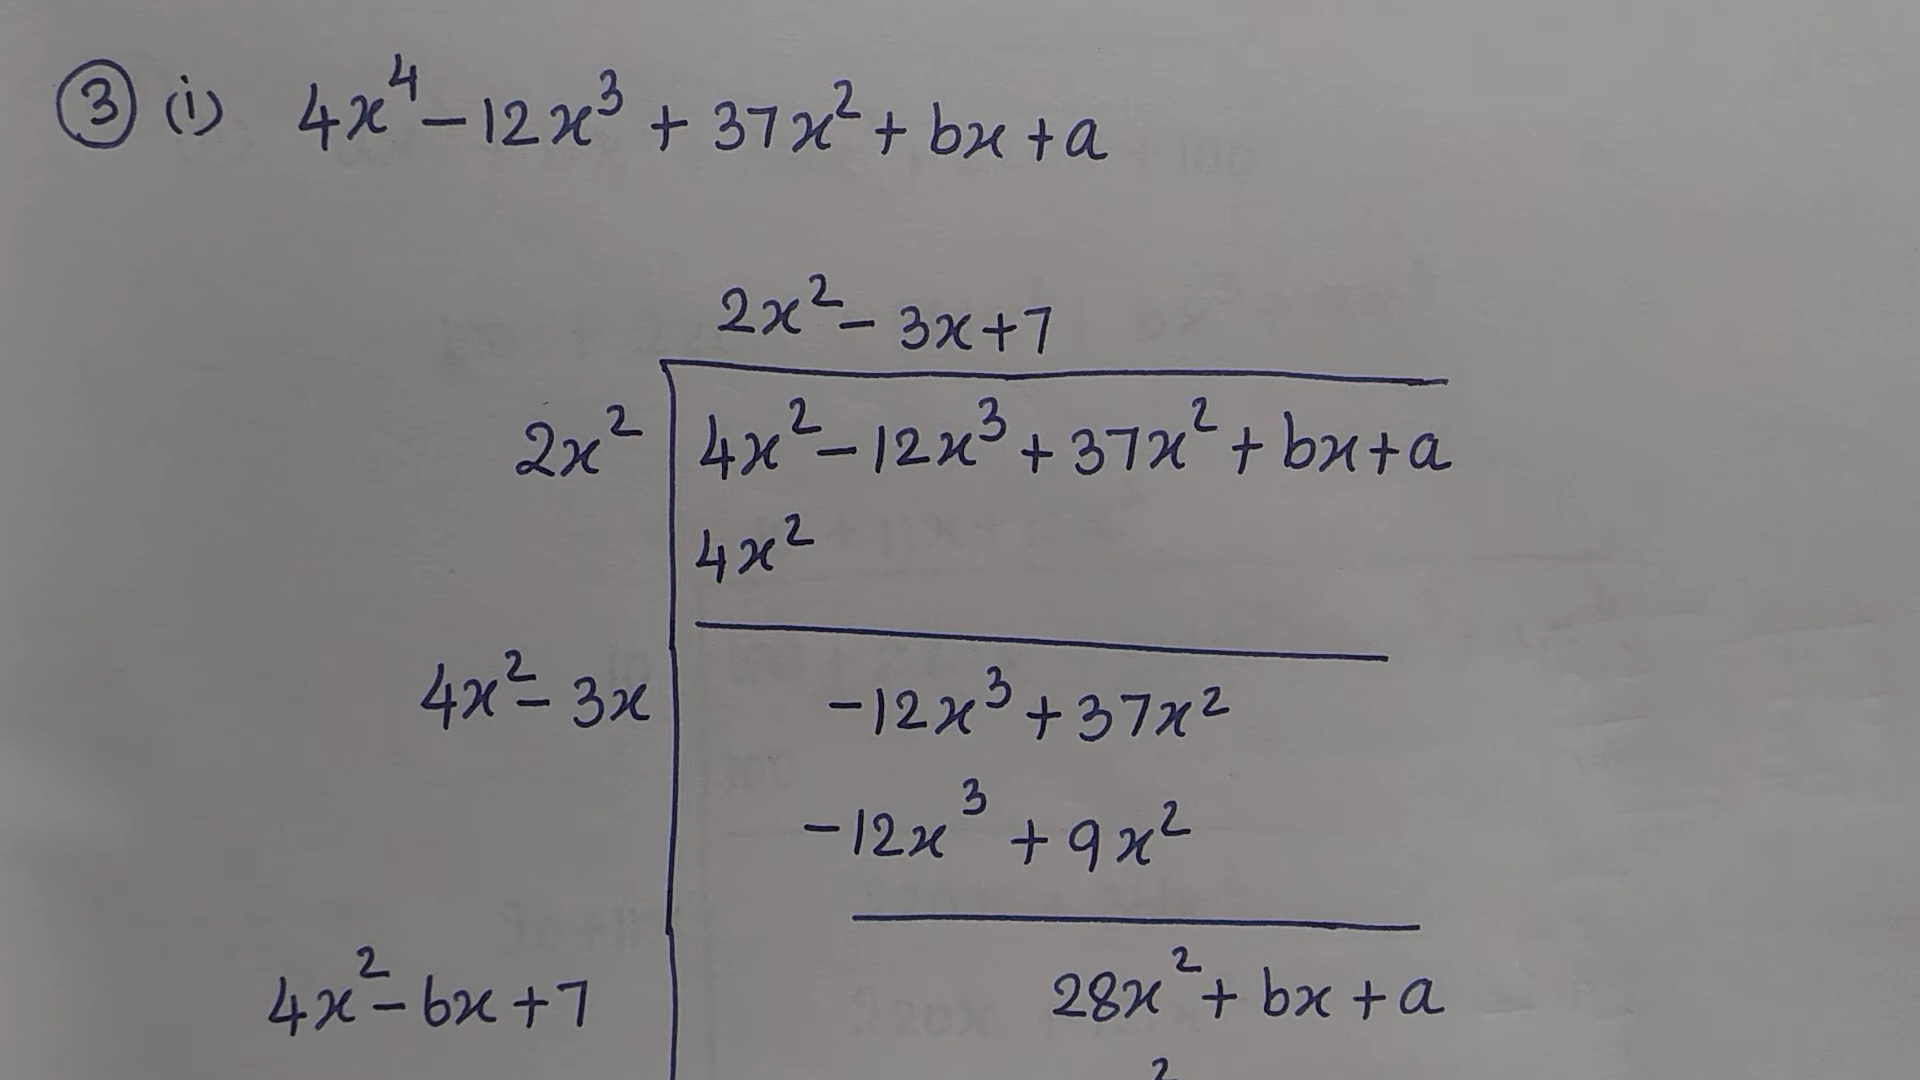 ③ (i) 4x⁴ - 12x³ + 37x² + bx + a
2x² - 3x + 7
2x² 4x² - 12x³ + 37x² + bx + a
4x²
4x² - 3x -12x³ + 37x²
-12x³ + 9x²
4x² - 6x + 7 28x² + bx + a